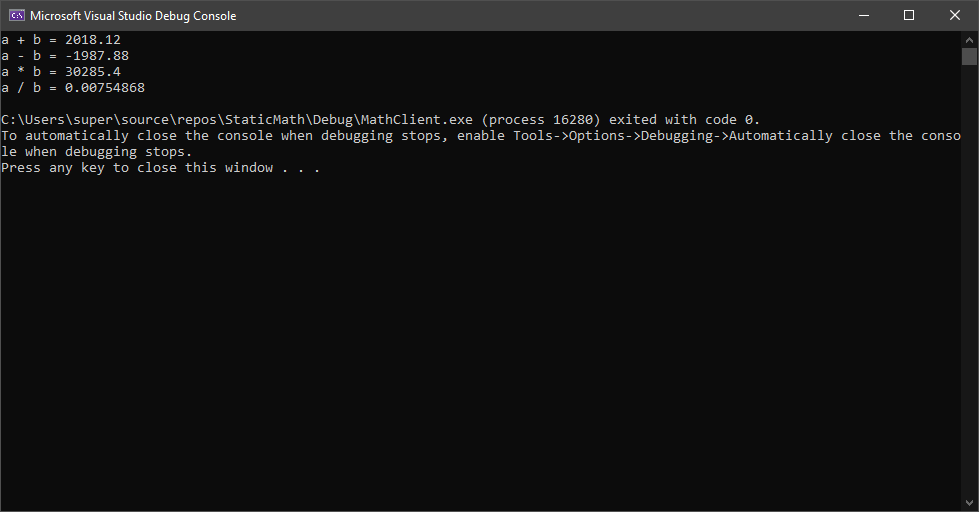 Microsoft Visual Studio Debug Console
a + b = 2018.12
a - b = -1987.88
a * b = 30285.4
a / b = 0.00754868
C:\Users\super\source\repos\StaticMath\Debug\MathClient.exe (process 16280) exited with code 0.
To automatically close the console when debugging stops, enable Tools->Options->Debugging->Automatically close the conso
le when debugging stops.
Press any key to close this window . . .